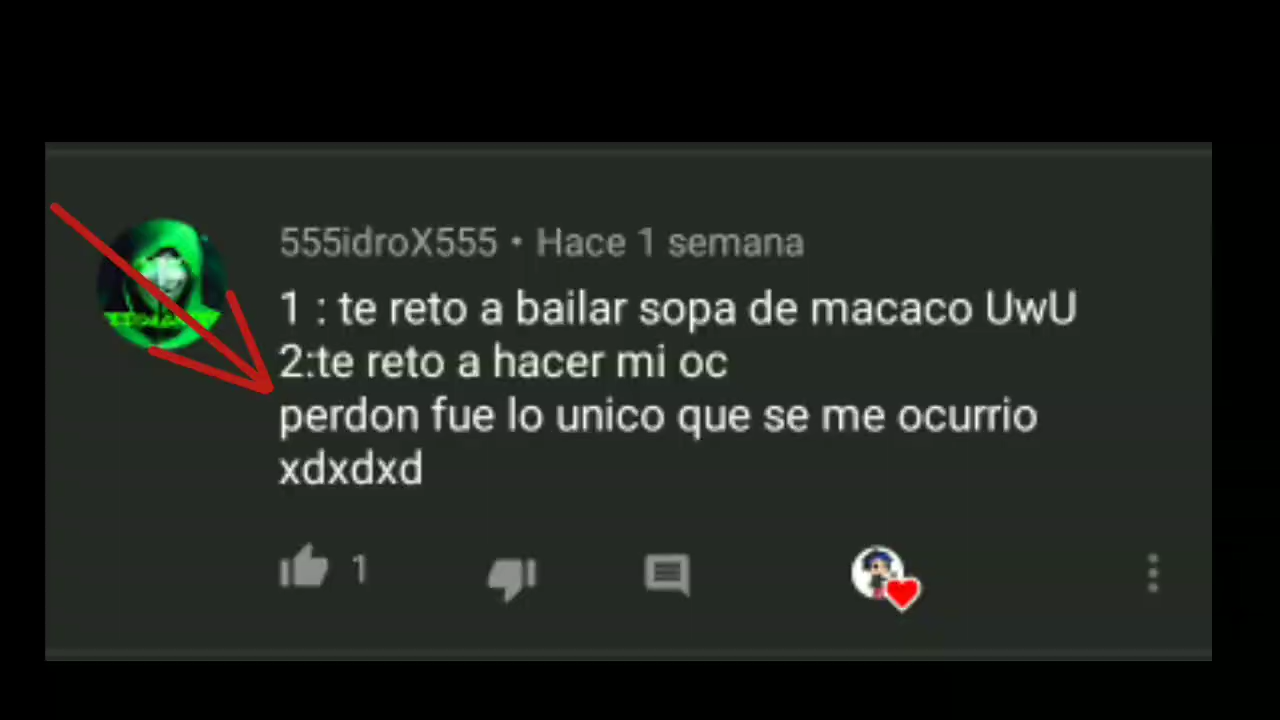 555idroX555 • Hace 1 semana
1 : te reto a bailar sopa de macaco UwU
2:te reto a hacer mi oc
perdon fue lo unico que se me ocurrio
xdxdxd
1